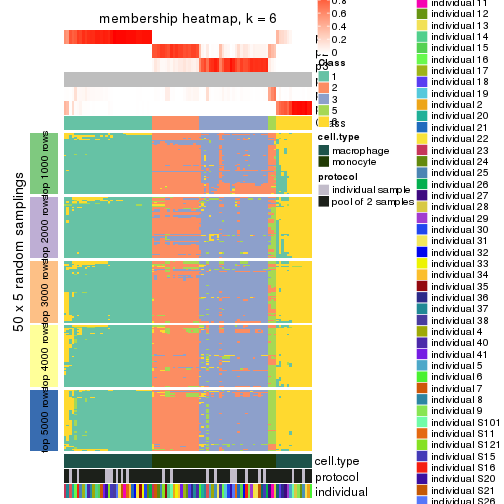 membership heatmap, k = 6
0.8
0.6
0.4
0.2
0
Class
1
2
3
5
6
cell.type
macrophage
monocyte
protocol
individual sample
pool of 2 samples
50 x 5 random samplings
top 1000 rows
top 2000 rows
top 3000 rows
top 4000 rows
top 5000 rows
cell.type
protocol
individual
individual 11
individual 12
individual 13
individual 14
individual 15
individual 16
individual 17
individual 18
individual 19
individual 2
individual 20
individual 21
individual 22
individual 23
individual 24
individual 25
individual 26
individual 27
individual 28
individual 29
individual 30
individual 31
individual 32
individual 33
individual 34
individual 35
individual 36
individual 37
individual 38
individual 4
individual 40
individual 41
individual 5
individual 6
individual 7
individual 8
individual 9
individual S101
individual S11
individual S121
individual S15
individual S16
individual S20
individual S21
individual S26